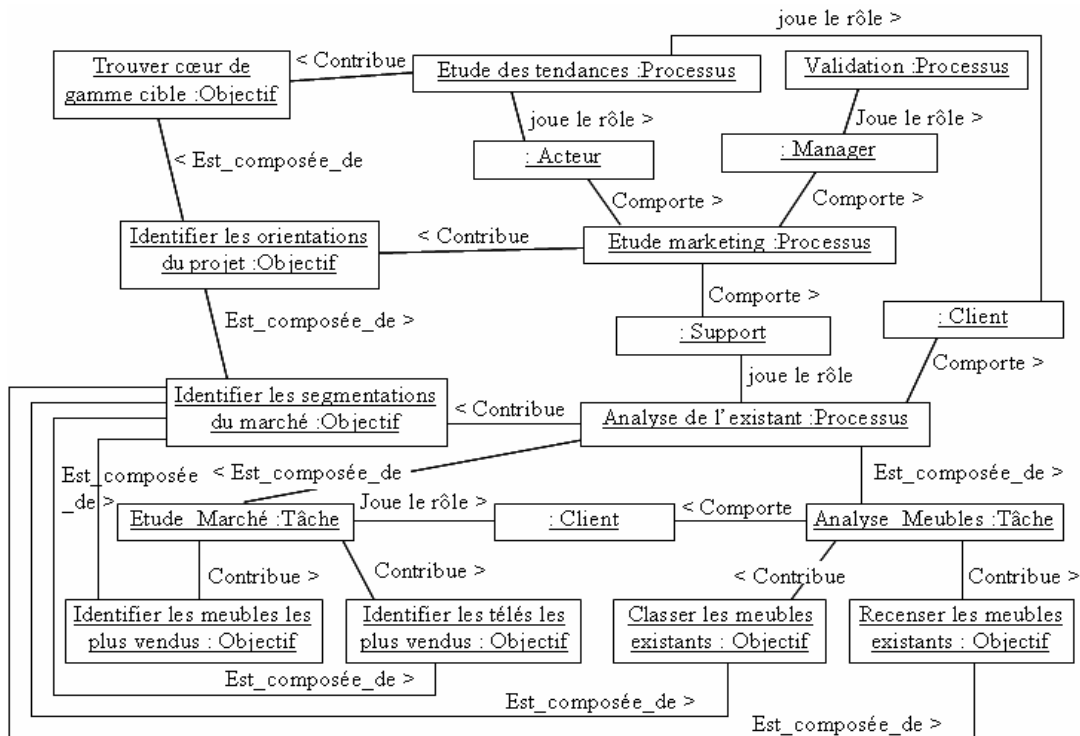 joue le rôle >
Trouver cœur de
gamme cible :Objectif
< Contribue
Etude des tendances :Processus
Validation :Processus
joue le rôle >
Joue le rôle >
< Est_composée_de
: Acteur
: Manager
Comporte >
Comporte >
Identifier les orientations
du projet :Objectif
< Contribue
Etude marketing :Processus
Est_composée_de >
Comporte >
: Client
: Support
Comporte >
joue le rôle
Identifier les segmentations
du marché :Objectif
< Contribue
Analyse de l'existant :Processus
Est_composée
_de >
< Est_composée_de
Est_composée_de >
Etude_Marché :Tâche
Joue le rôle >
: Client
< Comporte
Analyse_Meubles :Tâche
Contribue >
Contribue >
< Contribue
Contribue >
Identifier les meubles les
plus vendus : Objectif
Identifier les télés les
plus vendus : Objectif
Classer les meubles
existants : Objectif
Recenser les meubles
existants : Objectif
Est_composée_de >
Est_composée_de >
Est_composée_de >